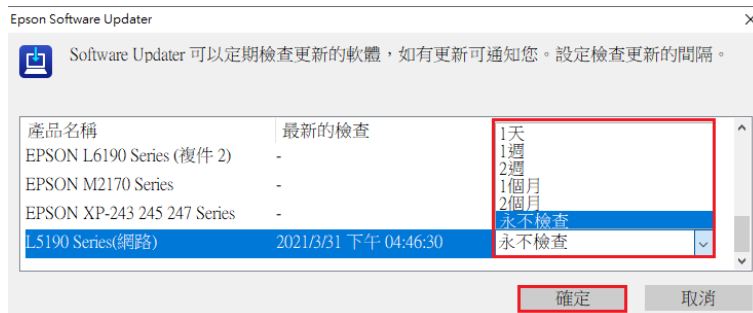 Epson Software Updater
Software Updater 可以定期檢查更新的軟體，如有更新可通知您。設定檢查更新的間隔。
產品名稱 最新的檢查
1天
1週
2週
1個月
2個月
永不檢查
EPSON L6190 Series (複件 2) -
EPSON M2170 Series -
EPSON XP-243 245 247 Series -
L5190 Series(網路) 2021/3/31 下午 04:46:30 永不檢查
確定 取消